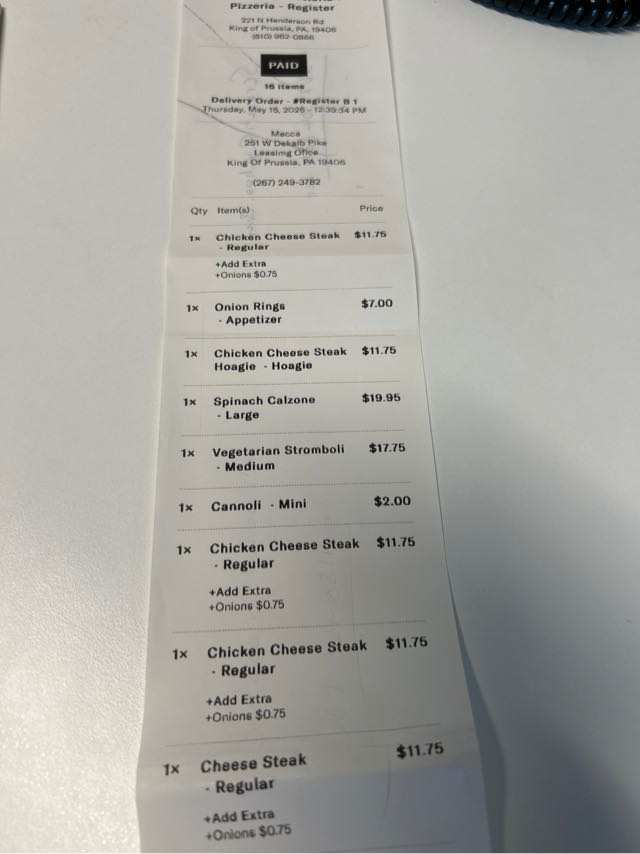 Pizzeria - Register
221 N Henderson Rd
King of Prussia, PA, 19406
(610) 962-0866
PAID
16 items
Delivery Order - #Register B 1
Thursday, May 15, 2025 - 12:39:34 PM
Macca
251 W Dekalb Pike
Leasimg Ofice
King Of Prussia, PA 19406
(267) 249-3782
Qty Item(s) Price
1x Chicken Cheese Steak $11.75
- Regular
+Add Extra
+Onions $0.75
1x Onion Rings $7.00
- Appetizer
1x Chicken Cheese Steak $11.75
Hoagie - Hoagie
1x Spinach Calzone $19.95
- Large
1x Vegetarian Stromboli $17.75
- Medium
1x Cannoli - Mini $2.00
1x Chicken Cheese Steak $11.75
- Regular
+Add Extra
+Onions $0.75
1x Chicken Cheese Steak $11.75
- Regular
+Add Extra
+Onions $0.75
1x Cheese Steak $11.75
- Regular
+Add Extra
+Onions $0.75